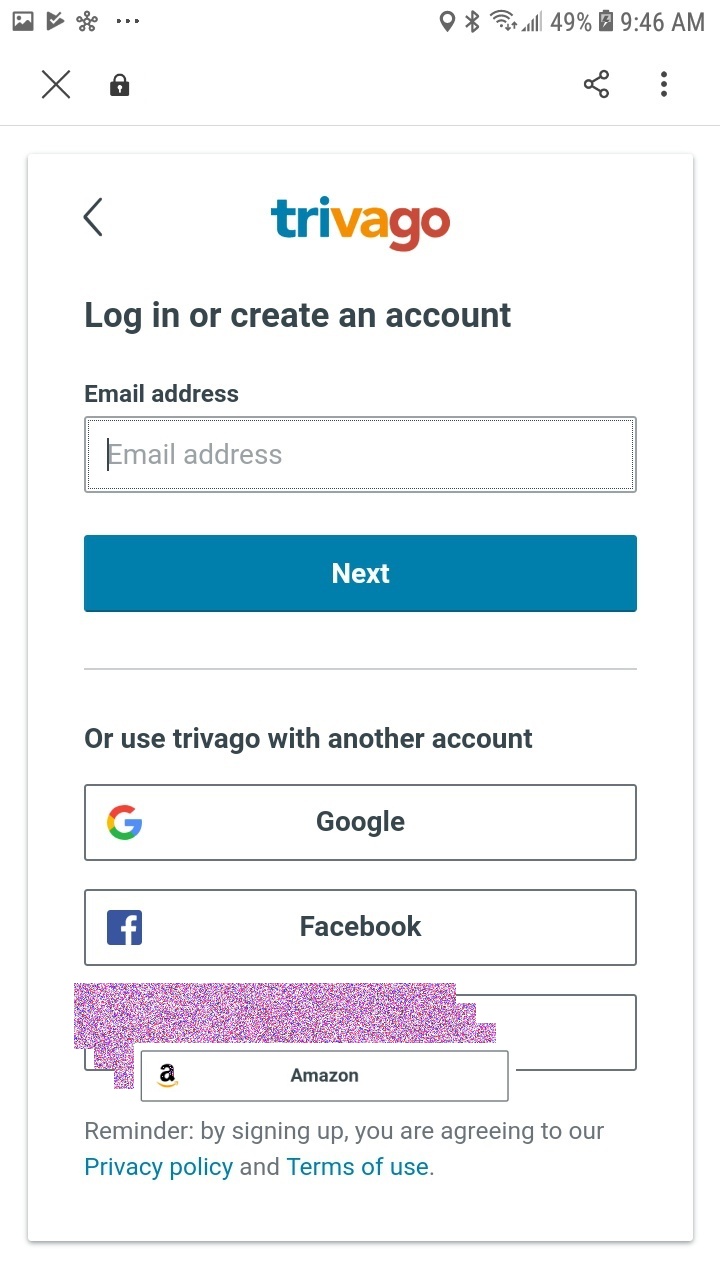 49% 9:46 AM
trivago
Log in or create an account
Email address
Email address
Next
Or use trivago with another account
Google
Facebook
Amazon
Reminder: by signing up, you are agreeing to our
Privacy policy and Terms of use.